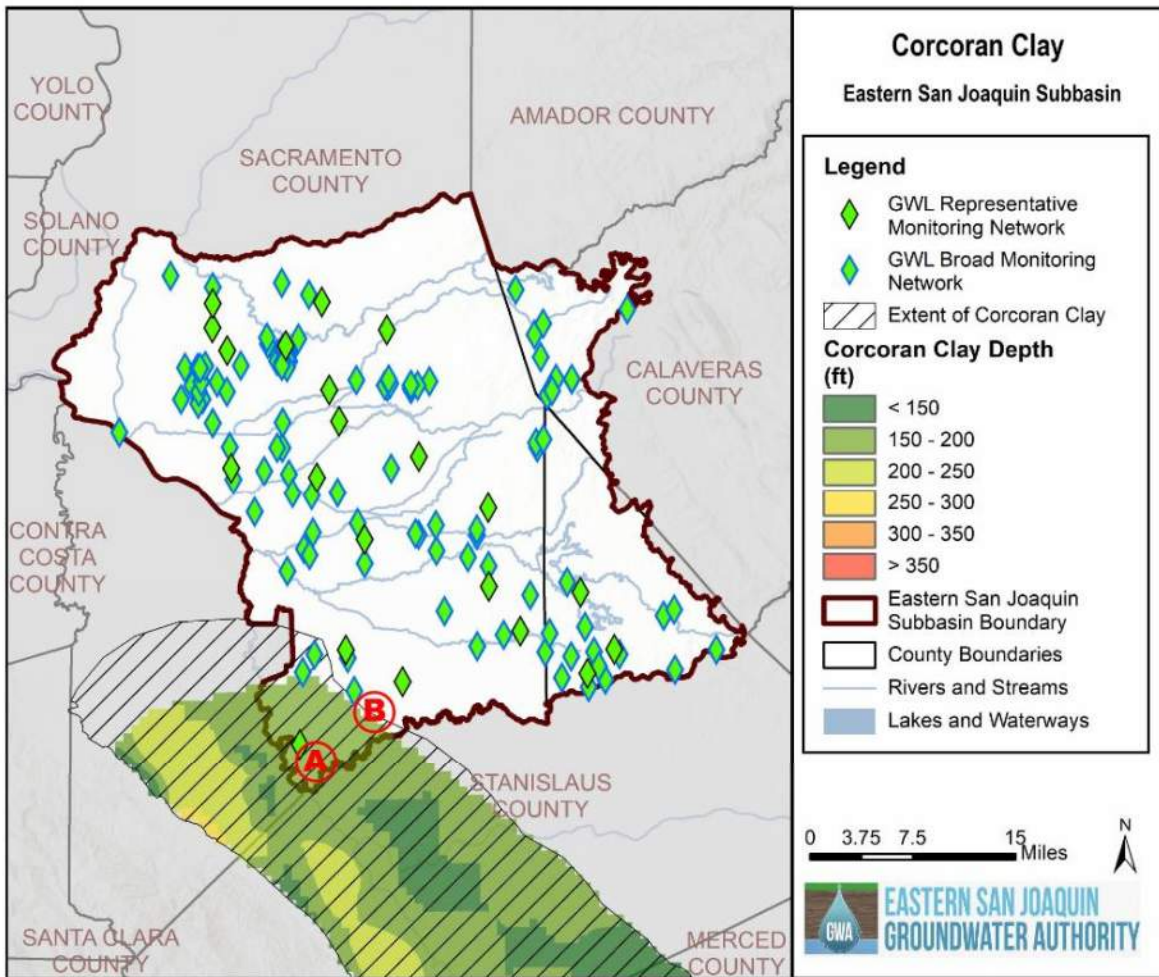 YOLO
COUNTY
AMADOR COUNTY
SACRAMENTO
COUNTY
SOLANO
COUNTY
CALAVERAS
COUNTY
CONTRA
COSTA
COUNTY
B
A
STANISLAUS
COUNTY
SANTA CLARA
COUNTY
MERCED
COUNTY
Corcoran Clay
Eastern San Joaquin Subbasin
Legend
GWL Representative
Monitoring Network
GWL Broad Monitoring
Network
Extent of Corcoran Clay
Corcoran Clay Depth
(ft)
< 150
150 - 200
200 - 250
250 - 300
300 - 350
> 350
Eastern San Joaquin
Subbasin Boundary
County Boundaries
Rivers and Streams
Lakes and Waterways
0 3.75 7.5 15
Miles
N
GWA
EASTERN SAN JOAQUIN
GROUNDWATER AUTHORITY